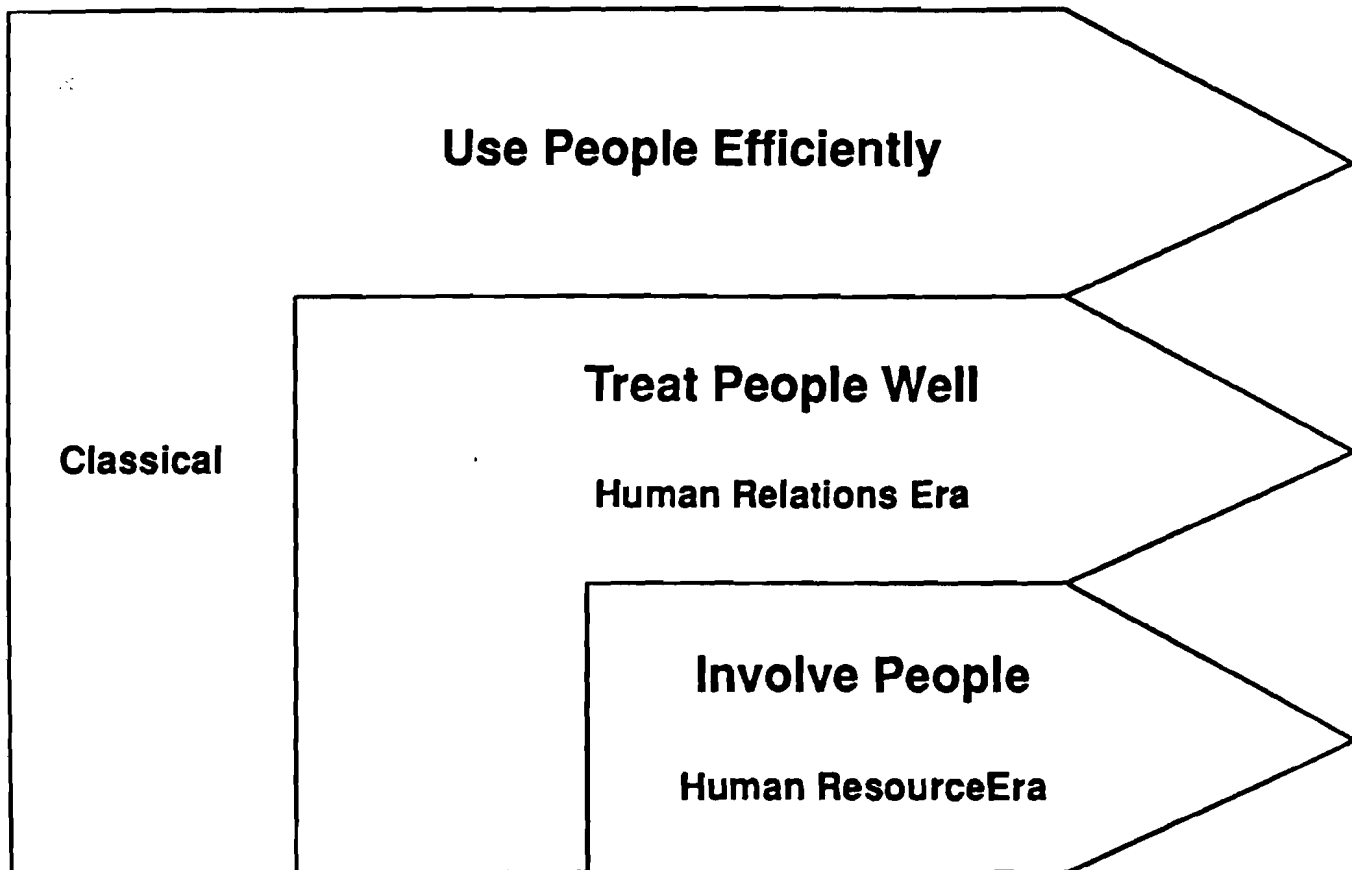 Use People Efficiently
Classical
Treat People Well
Human Relations Era
Involve People
Human ResourceEra